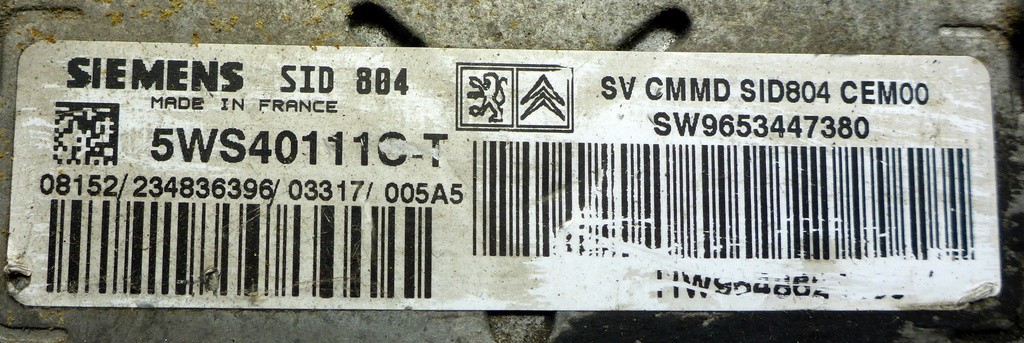 SIEMENS SID 804
MADE IN FRANCE
5WS40111C-T
08152/234836396/03317/ 005A5
SV CMMD SID804 CEM00
SW9653447380